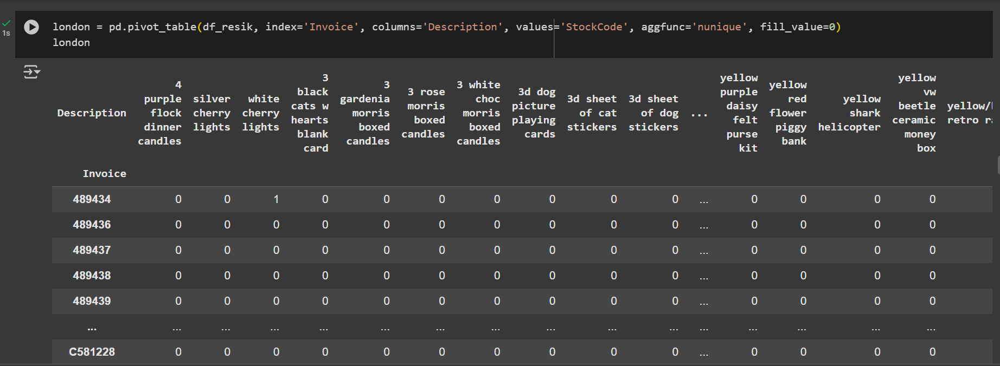 london = pd.pivot_table(df_resik, index='Invoice', columns='Description', values='StockCode', aggfunc='nunique', fill_value=0)
1s
london
Description 4 purple flock dinner candles silver cherry lights white cherry lights 3 black cats w hearts blank card 3 gardenia morris boxed candles 3 rose morris boxed candles 3 white choc morris boxed candles 3d dog picture playing cards 3d sheet of cat stickers 3d sheet of dog stickers ... yellow purple daisy felt purse kit yellow red flower piggy bank yellow shark helicopter yellow vw beetle ceramic money box yellow/ retro
Invoice
489434 0 0 1 0 0 0 0 0 0 0 ... 0 0 0 0
489436 0 0 0 0 0 0 0 0 0 0 ... 0 0 0 0
489437 0 0 0 0 0 0 0 0 0 0 ... 0 0 0 0
489438 0 0 0 0 0 0 0 0 0 0 ... 0 0 0 0
489439 0 0 0 0 0 0 0 0 0 0 ... 0 0 0 0
... ... ... ... ... ... ... ... ... ... ... ... ... ... ... ...
C581228 0 0 0 0 0 0 0 0 0 0 ... 0 0 0 0